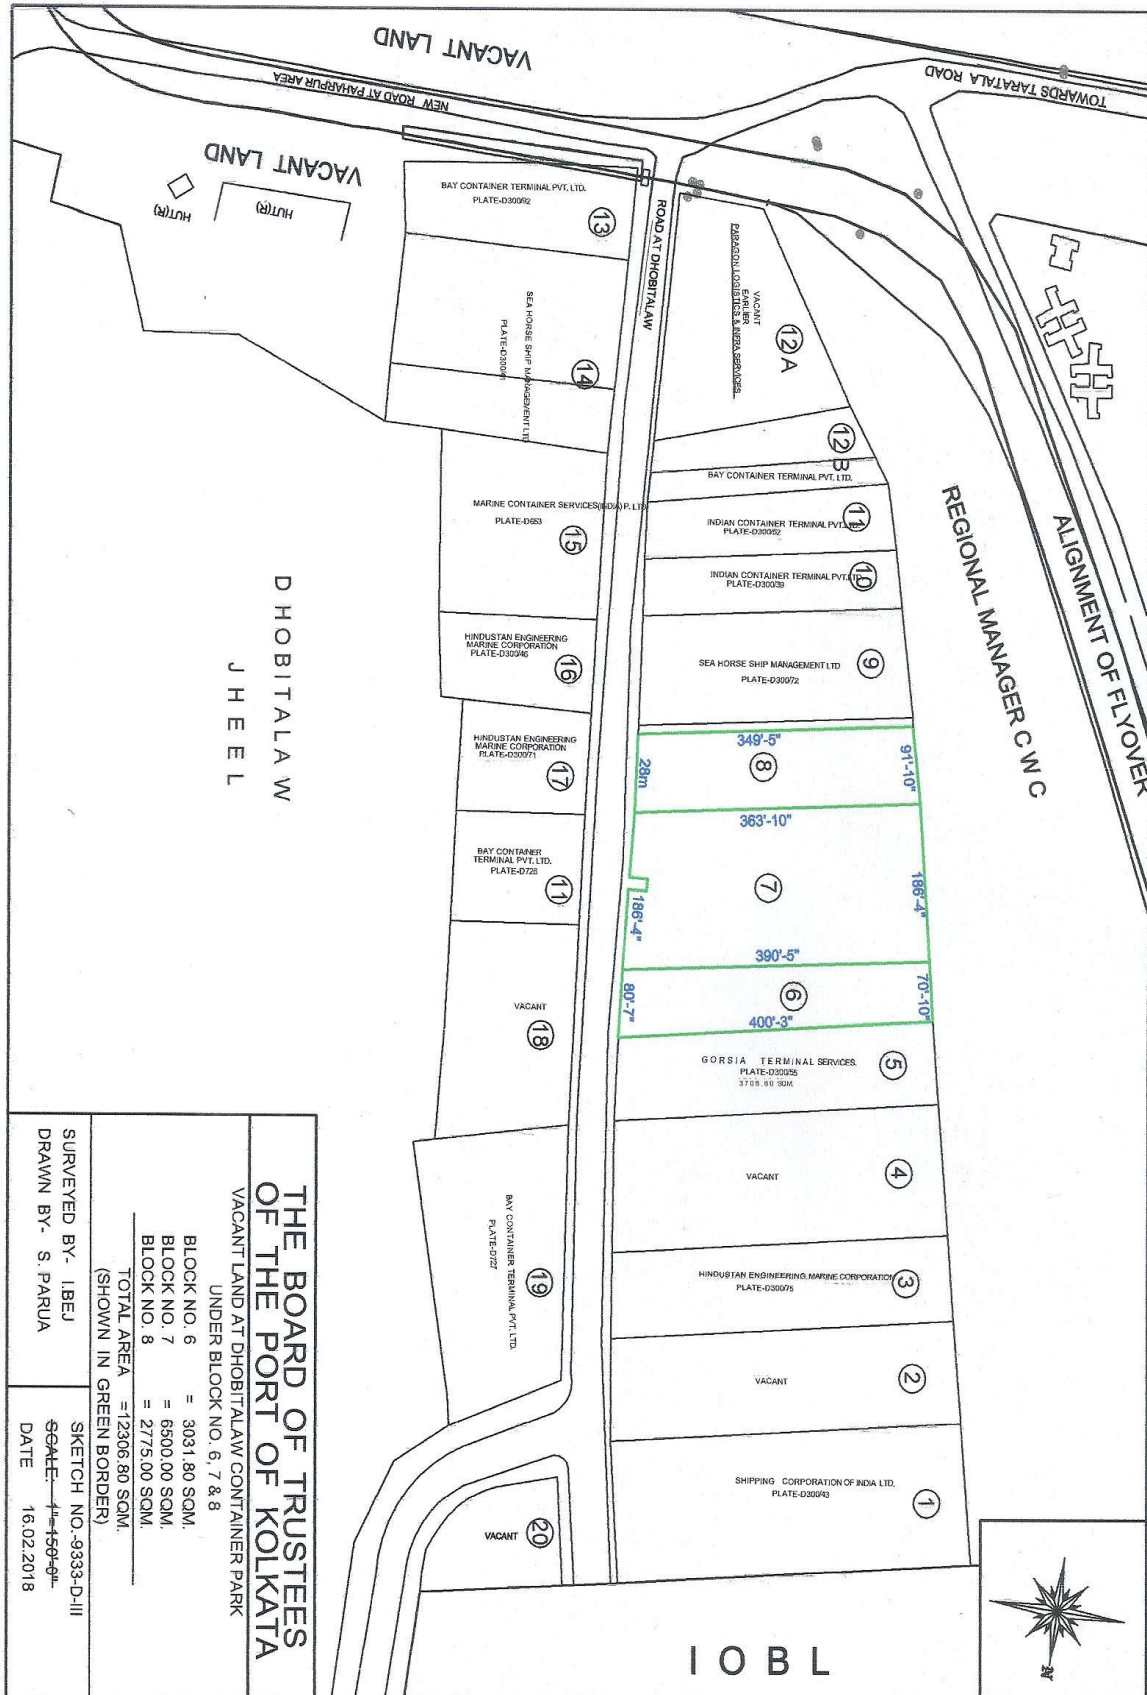 VACANT LAND
NEW ROAD AT PAHARPUR AREA
TOWARDS TARATALA ROAD
VACANT LAND
HUT(R)
HUT(R)
BAY CONTAINER TERMINAL PVT. LTD.
PLATE-D300/82
13
ROAD AT DHOBITALAW
VACANT
EARLIER
PARAGON LOGISTICS & INFRA SERVICES
12 A
SEA HORSE SHIP MANAGEMENT LTD
PLATE-D300/41
14
12 B
BAY CONTAINER TERMINAL PVT. LTD.
MARINE CONTAINER SERVICES(INDIA) P. LTD
PLATE-D653
15
11
INDIAN CONTAINER TERMINAL PVT.LTD.
PLATE-D300/62
10
INDIAN CONTAINER TERMINAL PVT.LTD.
PLATE-D300/39
REGIONAL MANAGER C W C
ALIGNMENT OF FLYOVER
HINDUSTAN ENGINEERING
MARINE CORPORATION
PLATE-D300/46
16
SEA HORSE SHIP MANAGEMENT LTD
PLATE-D300/72
9
DHOBITALAW
JHEEL
HINDUSTAN ENGINEERING
MARINE CORPORATION
PLATE-D300/71
17
349'-5"
91'-10"
28m
8
363'-10"
BAY CONTAINER
TERMINAL PVT. LTD.
PLATE-D726
11
7
186'-4"
186'-4"
390'-5"
VACANT
18
6
70'-10"
80'-7"
400'-3"
GORSIA TERMINAL SERVICES.
PLATE-D300/55
3708.80 SQM.
5
VACANT
4
BAY CONTAINER TERMINAL PVT. LTD.
PLATE-D727
19
HINDUSTAN ENGINEERING MARINE CORPORATION
PLATE-D300/75
3
VACANT
2
SHIPPING CORPORATION OF INDIA LTD.
PLATE-D300/43
1
VACANT
20
IOBL
N
THE BOARD OF TRUSTEES
OF THE PORT OF KOLKATA
VACANT LAND AT DHOBITALAW CONTAINER PARK
UNDER BLOCK NO. 6, 7 & 8
BLOCK NO. 6 = 3031.80 SQM.
BLOCK NO. 7 = 6500.00 SQM.
BLOCK NO. 8 = 2775.00 SQM.
TOTAL AREA =12306.80 SQM.
(SHOWN IN GREEN BORDER)
SURVEYED BY- I.BEJ
DRAWN BY- S. PARUA
SKETCH NO.-9333-D-III
SCALE:- 1"=150'-0"
DATE 16.02.2018